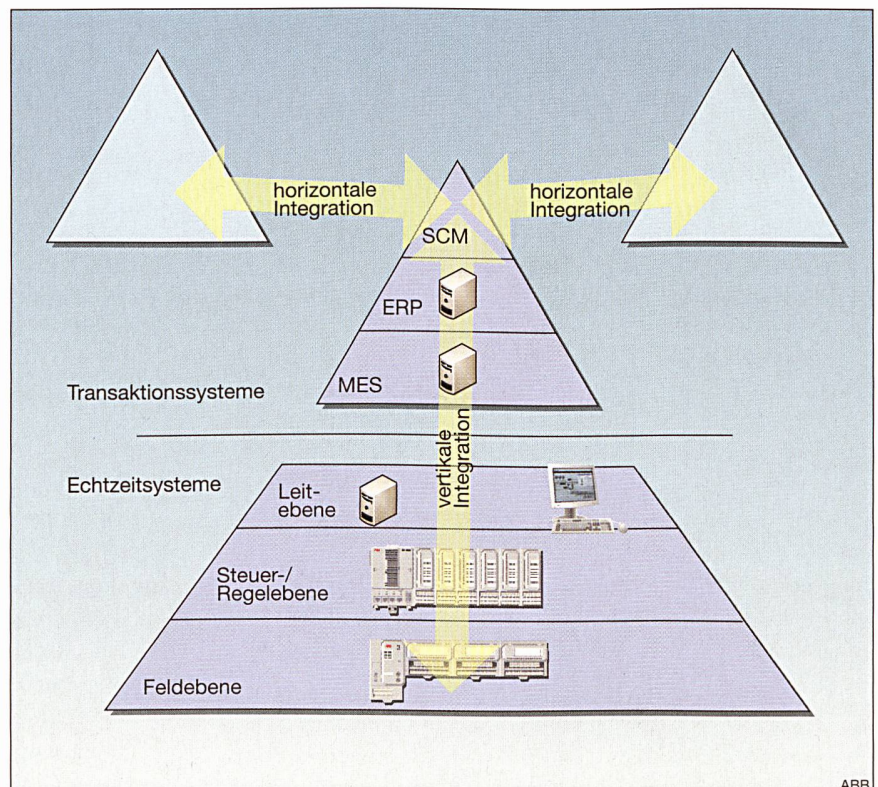 horizontale
Integration
horizontale
Integration
SCM
ERP
MES
Transaktionssysteme
vertikale
Integration
Echtzeitsysteme
Leit-
ebene
Steuer-/
Regelebene
Feldebene
ABB